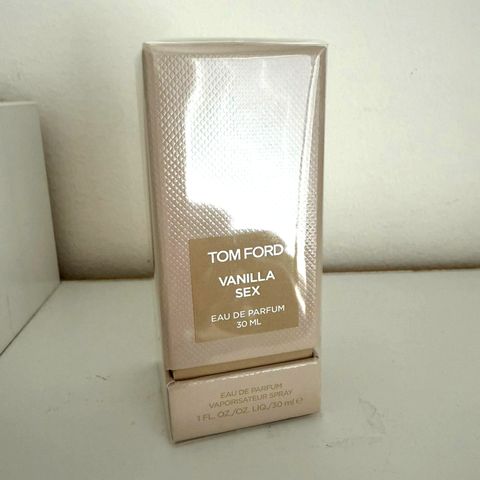 TOM FORD
VANILLA
SEX
EAU DE PARFUM
30 ML
EAU DE PARFUM
VAPORISATEUR SPRAY
1 FL. OZ./OZ. LIQ./30 ml ℮